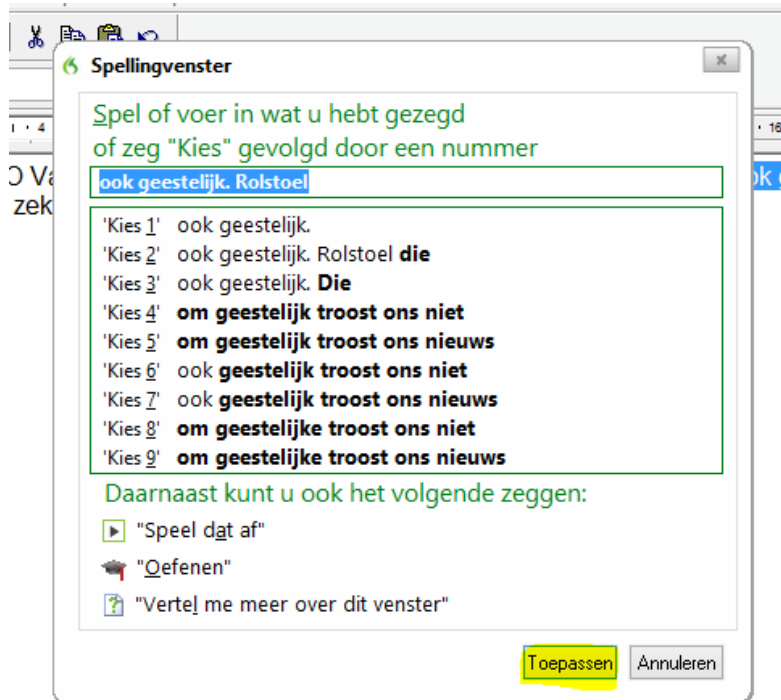 Spellingvenster
Spel of voer in wat u hebt gezegd
of zeg "Kies" gevolgd door een nummer
1 · 4
· 16
ook geestelijk. Rolstoel
zek
'Kies 1' ook geestelijk.
'Kies 2' ook geestelijk. Rolstoel die
'Kies 3' ook geestelijk. Die
'Kies 4' om geestelijk troost ons niet
'Kies 5' om geestelijk troost ons nieuws
'Kies 6' ook geestelijk troost ons niet
'Kies 7' ook geestelijk troost ons nieuws
'Kies 8' om geestelijke troost ons niet
'Kies 9' om geestelijke troost ons nieuws
Daarnaast kunt u ook het volgende zeggen:
"Speel dat af"
"Oefenen"
"Vertel me meer over dit venster"
Toepassen Annuleren